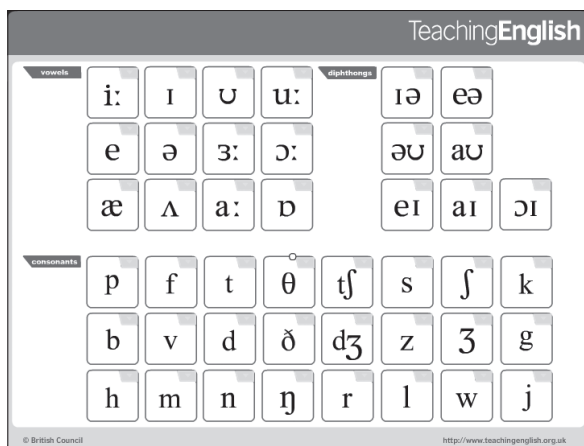 TeachingEnglish
vowels
iː ɪ ʊ uː
diphthongs
ɪə eə
e ə ɜː ɔː
əʊ aʊ
æ ʌ aː ɒ
eɪ aɪ ɔɪ
consonants
p f t θ tʃ s ʃ k
b v d ð dʒ z ʒ g
h m n ŋ r l w j
© British Council
http://www.teachingenglish.org.uk